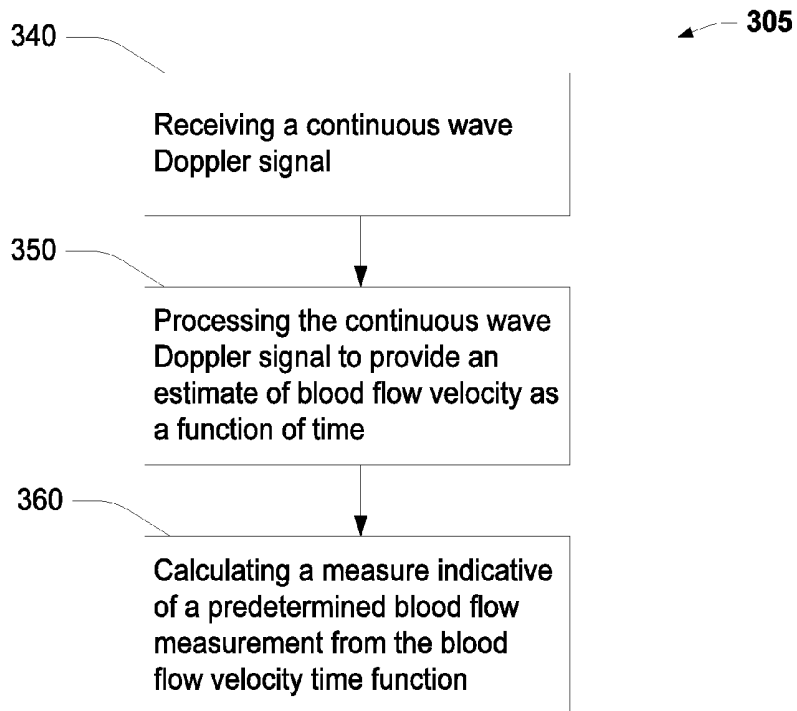 340
305
Receiving a continuous wave
Doppler signal
350
Processing the continuous wave
Doppler signal to provide an
estimate of blood flow velocity as
a function of time
360
Calculating a measure indicative
of a predetermined blood flow
measurement from the blood
flow velocity time function